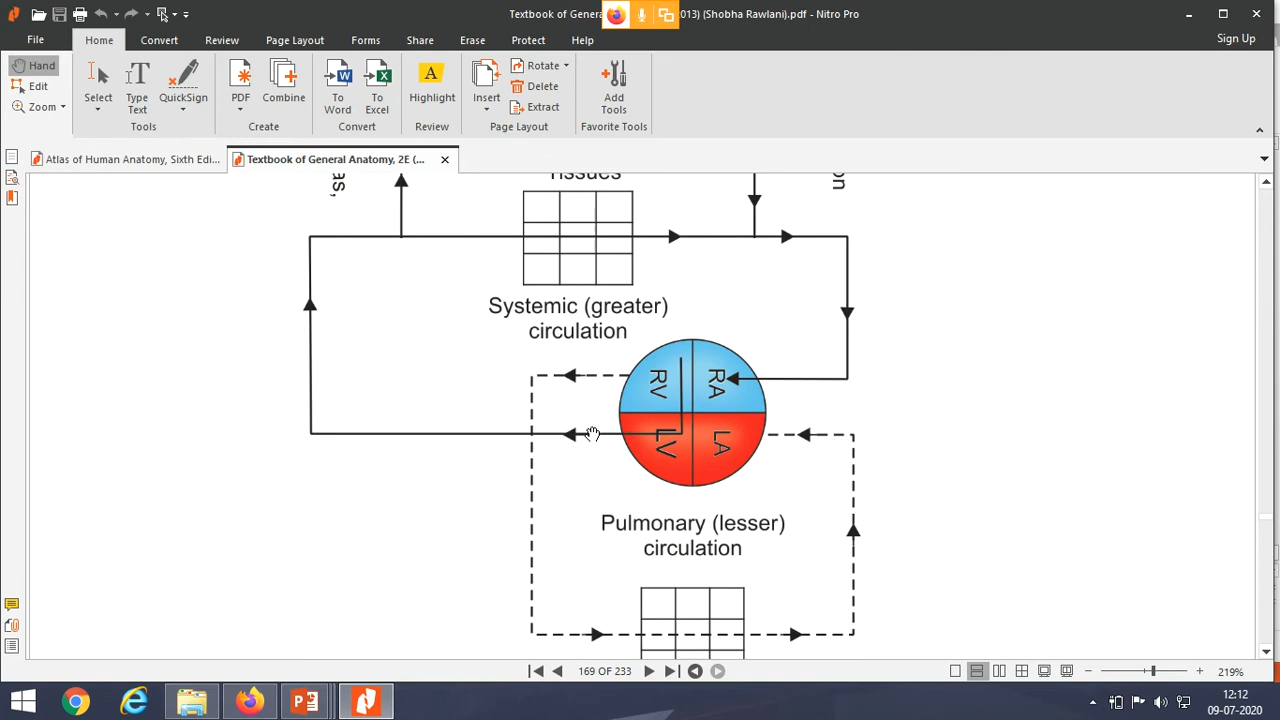 Textbook of Gener 2013) (Shobha Rawlani).pdf - Nitro Pro
File Home Convert Review Page Layout Forms Share Erase Protect Help Sign Up
Hand
Edit
Zoom
Select
Type Text
QuickSign
Tools
PDF
Combine
Create
To Word
To Excel
Convert
Highlight
Review
Insert
Rotate
Delete
Extract
Page Layout
Add Tools
Favorite Tools
Atlas of Human Anatomy, Sixth Edi...
Textbook of General Anatomy, 2E (...
as,
Tissues
on
Systemic (greater)
circulation
RV RA
LV LA
Pulmonary (lesser)
circulation
169 OF 233
219%
12:12
09-07-2020